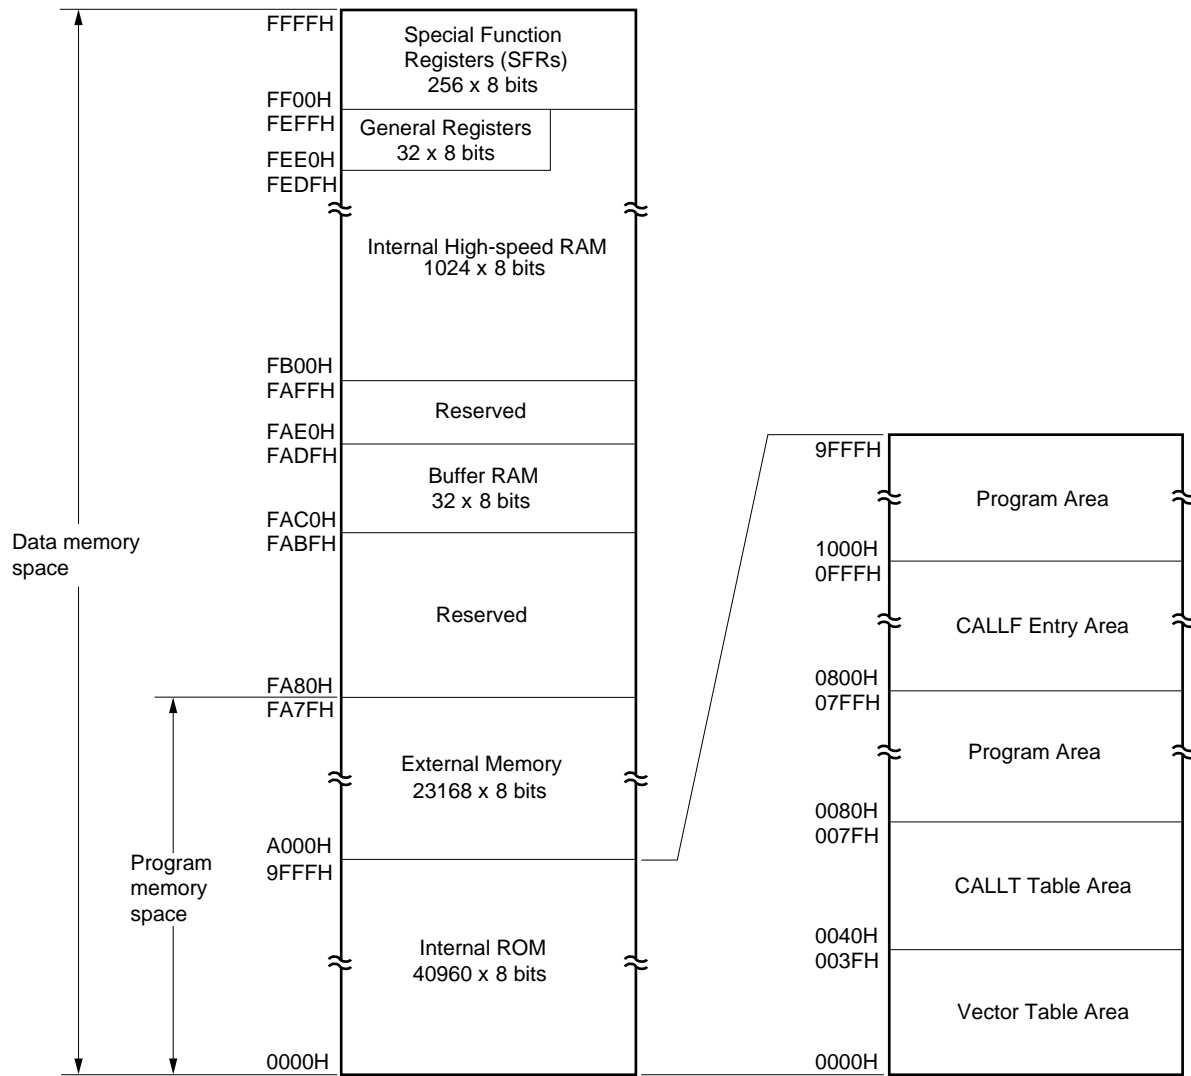 FFFFH
Special Function
Registers (SFRs)
256 x 8 bits
FF00H
FEFFH
General Registers
32 x 8 bits
FEE0H
FEDFH
Internal High-speed RAM
1024 x 8 bits
FB00H
FAFFH
Reserved
FAE0H
FADFH
Buffer RAM
32 x 8 bits
FAC0H
FABFH
Data memory
space
Reserved
FA80H
FA7FH
External Memory
23168 x 8 bits
A000H
9FFFH
Program
memory
space
Internal ROM
40960 x 8 bits
0000H
9FFFH
Program Area
1000H
0FFFH
CALLF Entry Area
0800H
07FFH
Program Area
0080H
007FH
CALLT Table Area
0040H
003FH
Vector Table Area
0000H